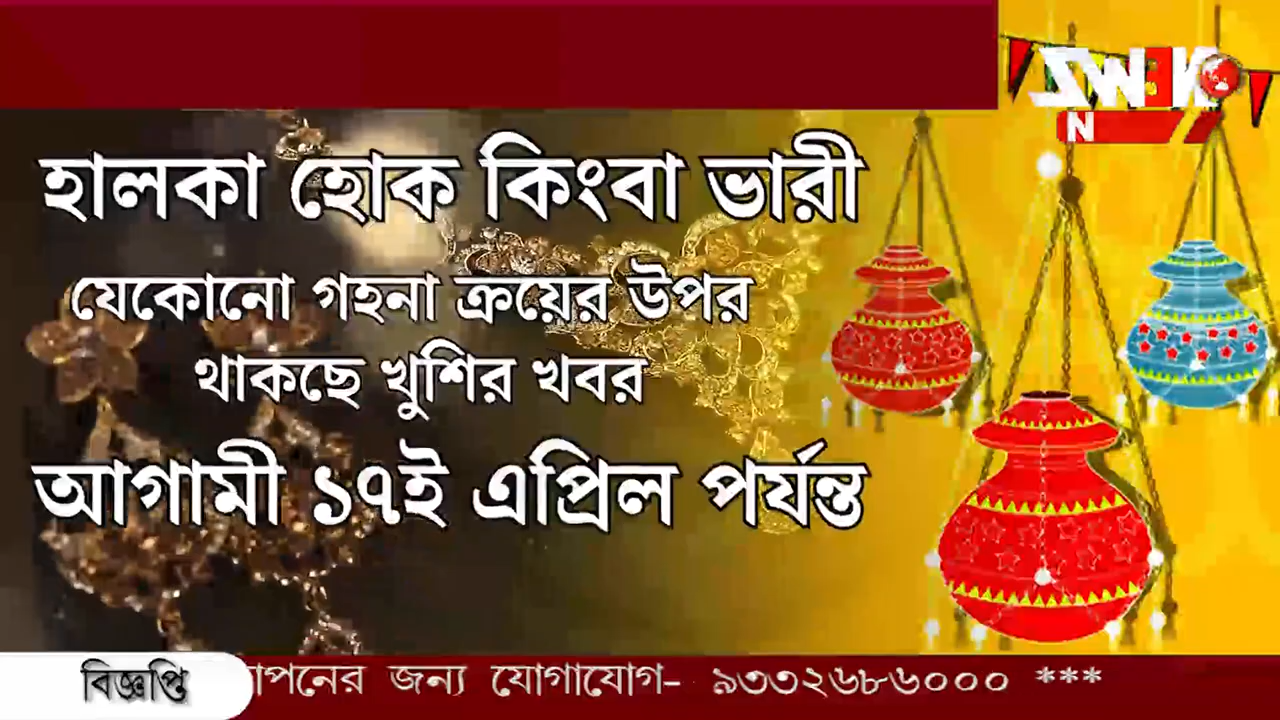 হালকা হোক কিংবা ভারী
যেকোনো গহনা ক্রয়ের উপর
থাকছে খুশির খবর
আগামী ১৭ই এপ্রিল পর্যন্ত
বিজ্ঞপ্তি
াপনের জন্য যোগাযোগ- ৯৩৩২৬৮৬০০০ ***